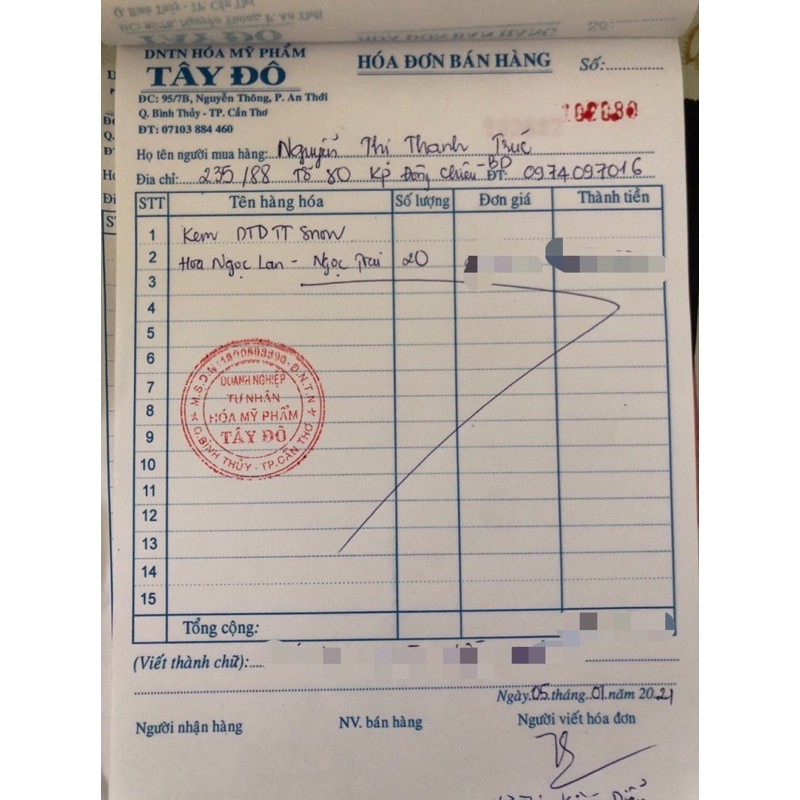 DNTN HÓA MỸ PHẨM
TÂY ĐÔ
ĐC: 95/7B, Nguyễn Thông, P. An Thới
Q. Bình Thủy - TP. Cần Thơ
ĐT: 07103 884 460
HÓA ĐƠN BÁN HÀNG
Số:
102080
Họ tên người mua hàng: Nguyễn Thị Thanh Trúc
Địa chỉ: 235/88 Tổ 80 Kp Đông Chiêu - BD ĐT: 0974097016
STT Tên hàng hóa Số lượng Đơn giá Thành tiền
1 Kem DTDTT Snow
2 Hoa Ngọc Lan - Ngọc Trai 20
3
4
5
6
7
8
9
10
11
12
13
14
15
M.S.D.N: D.N.T.N
DOANH NGHIỆP
TƯ NHÂN
HÓA MỸ PHẨM
TÂY ĐÔ
Q.BÌNH THỦY - TP.CẦN THƠ
Tổng cộng:
(Viết thành chữ):
Ngày 05 tháng 01 năm 2021
Người nhận hàng NV. bán hàng Người viết hóa đơn